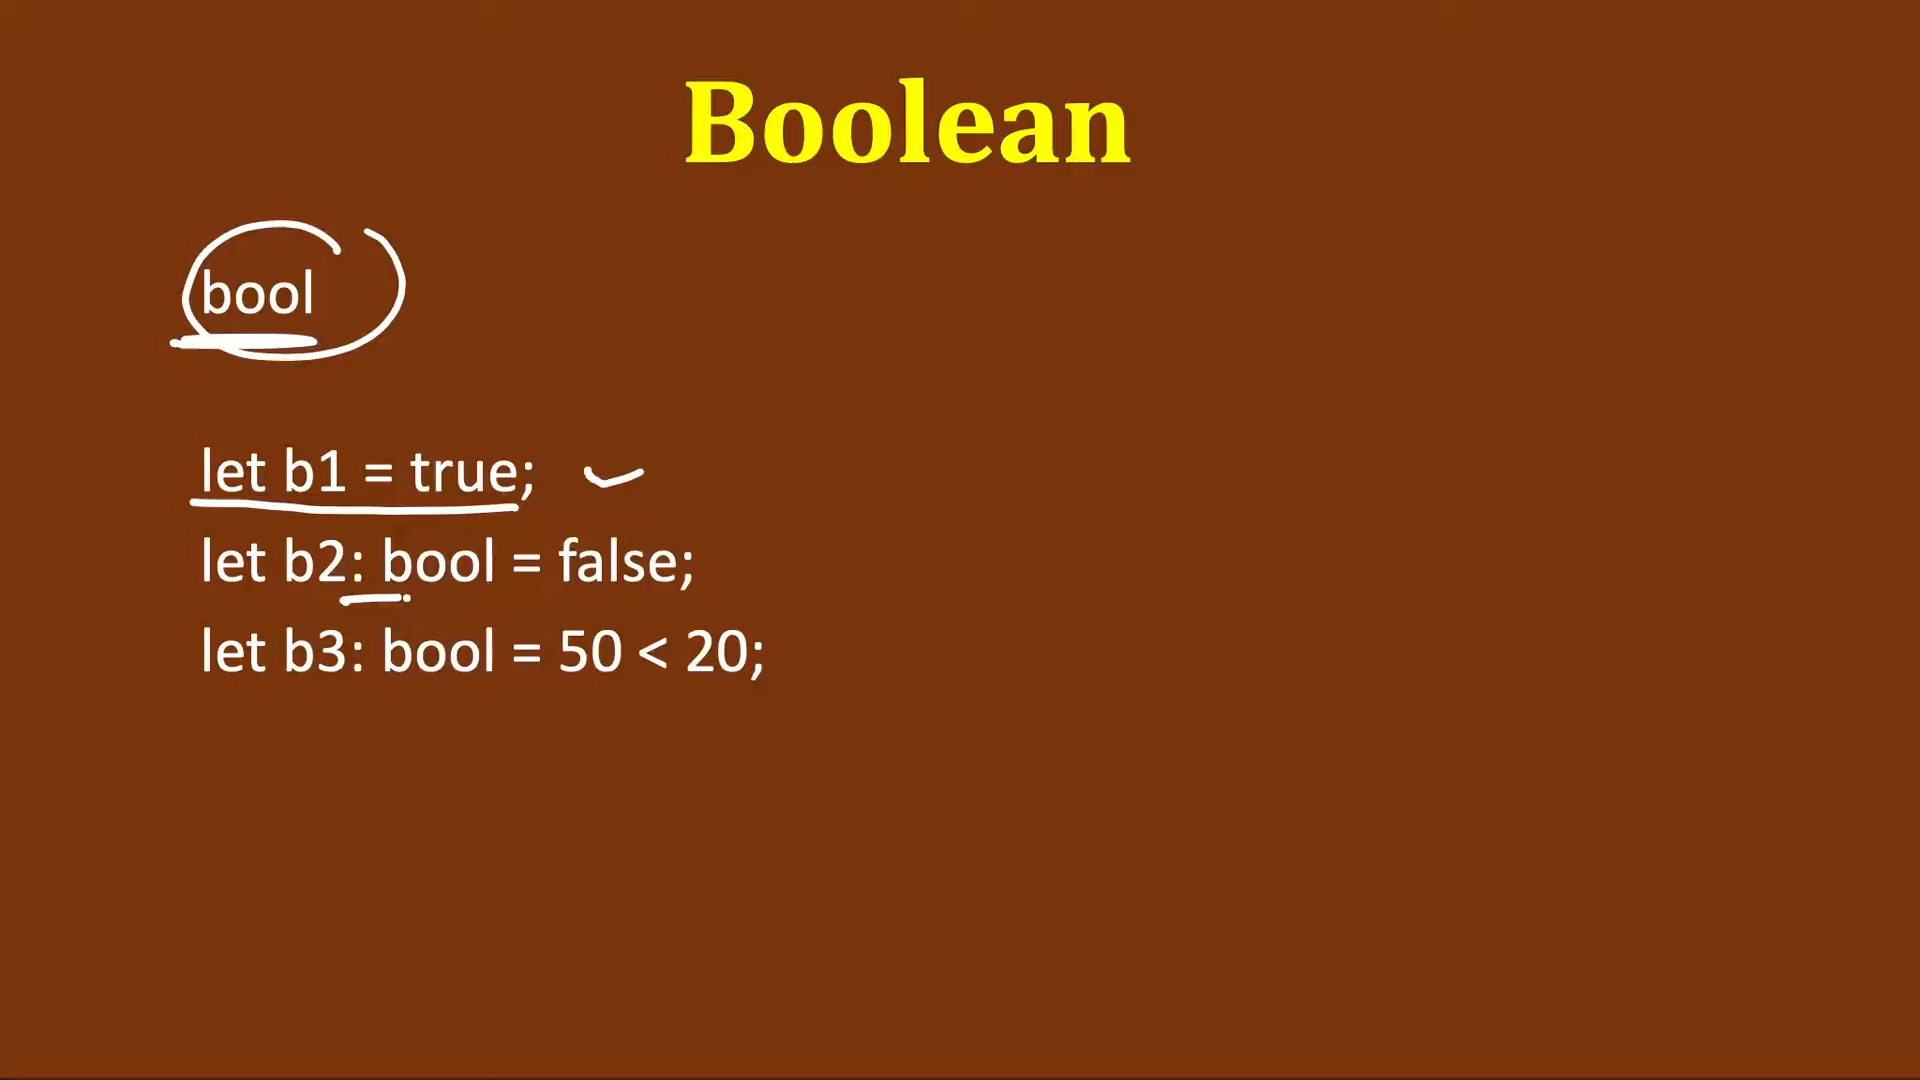 Boolean
bool
let b1 = true;
let b2: bool = false;
let b3: bool = 50 < 20;